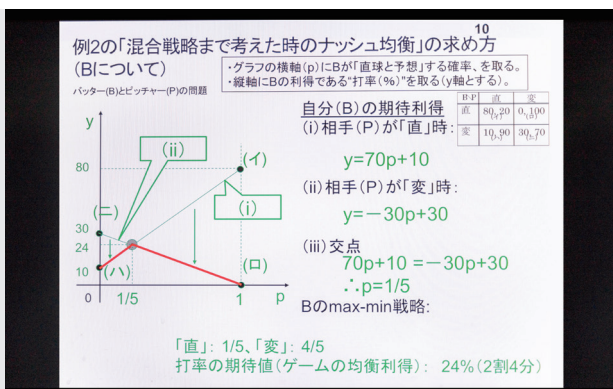 10
例2の「混合戦略まで考えた時のナッシュ均衡」の求め方
(Bについて)
・グラフの横軸(p)にBが「直球と予想」する確率、を取る。
・縦軸にBの利得である"打率(%)"を取る(y軸とする)。
バッター(B)とピッチャー(P)の問題
B\P 直 変
直 80,20 (イ) 0,100 (ロ)
変 10,90 (ハ) 30,70 (ニ)
自分(B)の期待利得
(i)相手(P)が「直」時:
y=70p+10
(ii)相手(P)が「変」時:
y=-30p+30
(iii)交点
70p+10 =-30p+30
∴p=1/5
Bのmax-min戦略:
y
80
30
24
10
0
1/5
1
p
(ii)
(i)
(イ)
(ロ)
(ハ)
(ニ)
「直」: 1/5、「変」: 4/5
打率の期待値(ゲームの均衡利得): 24%(2割4分)